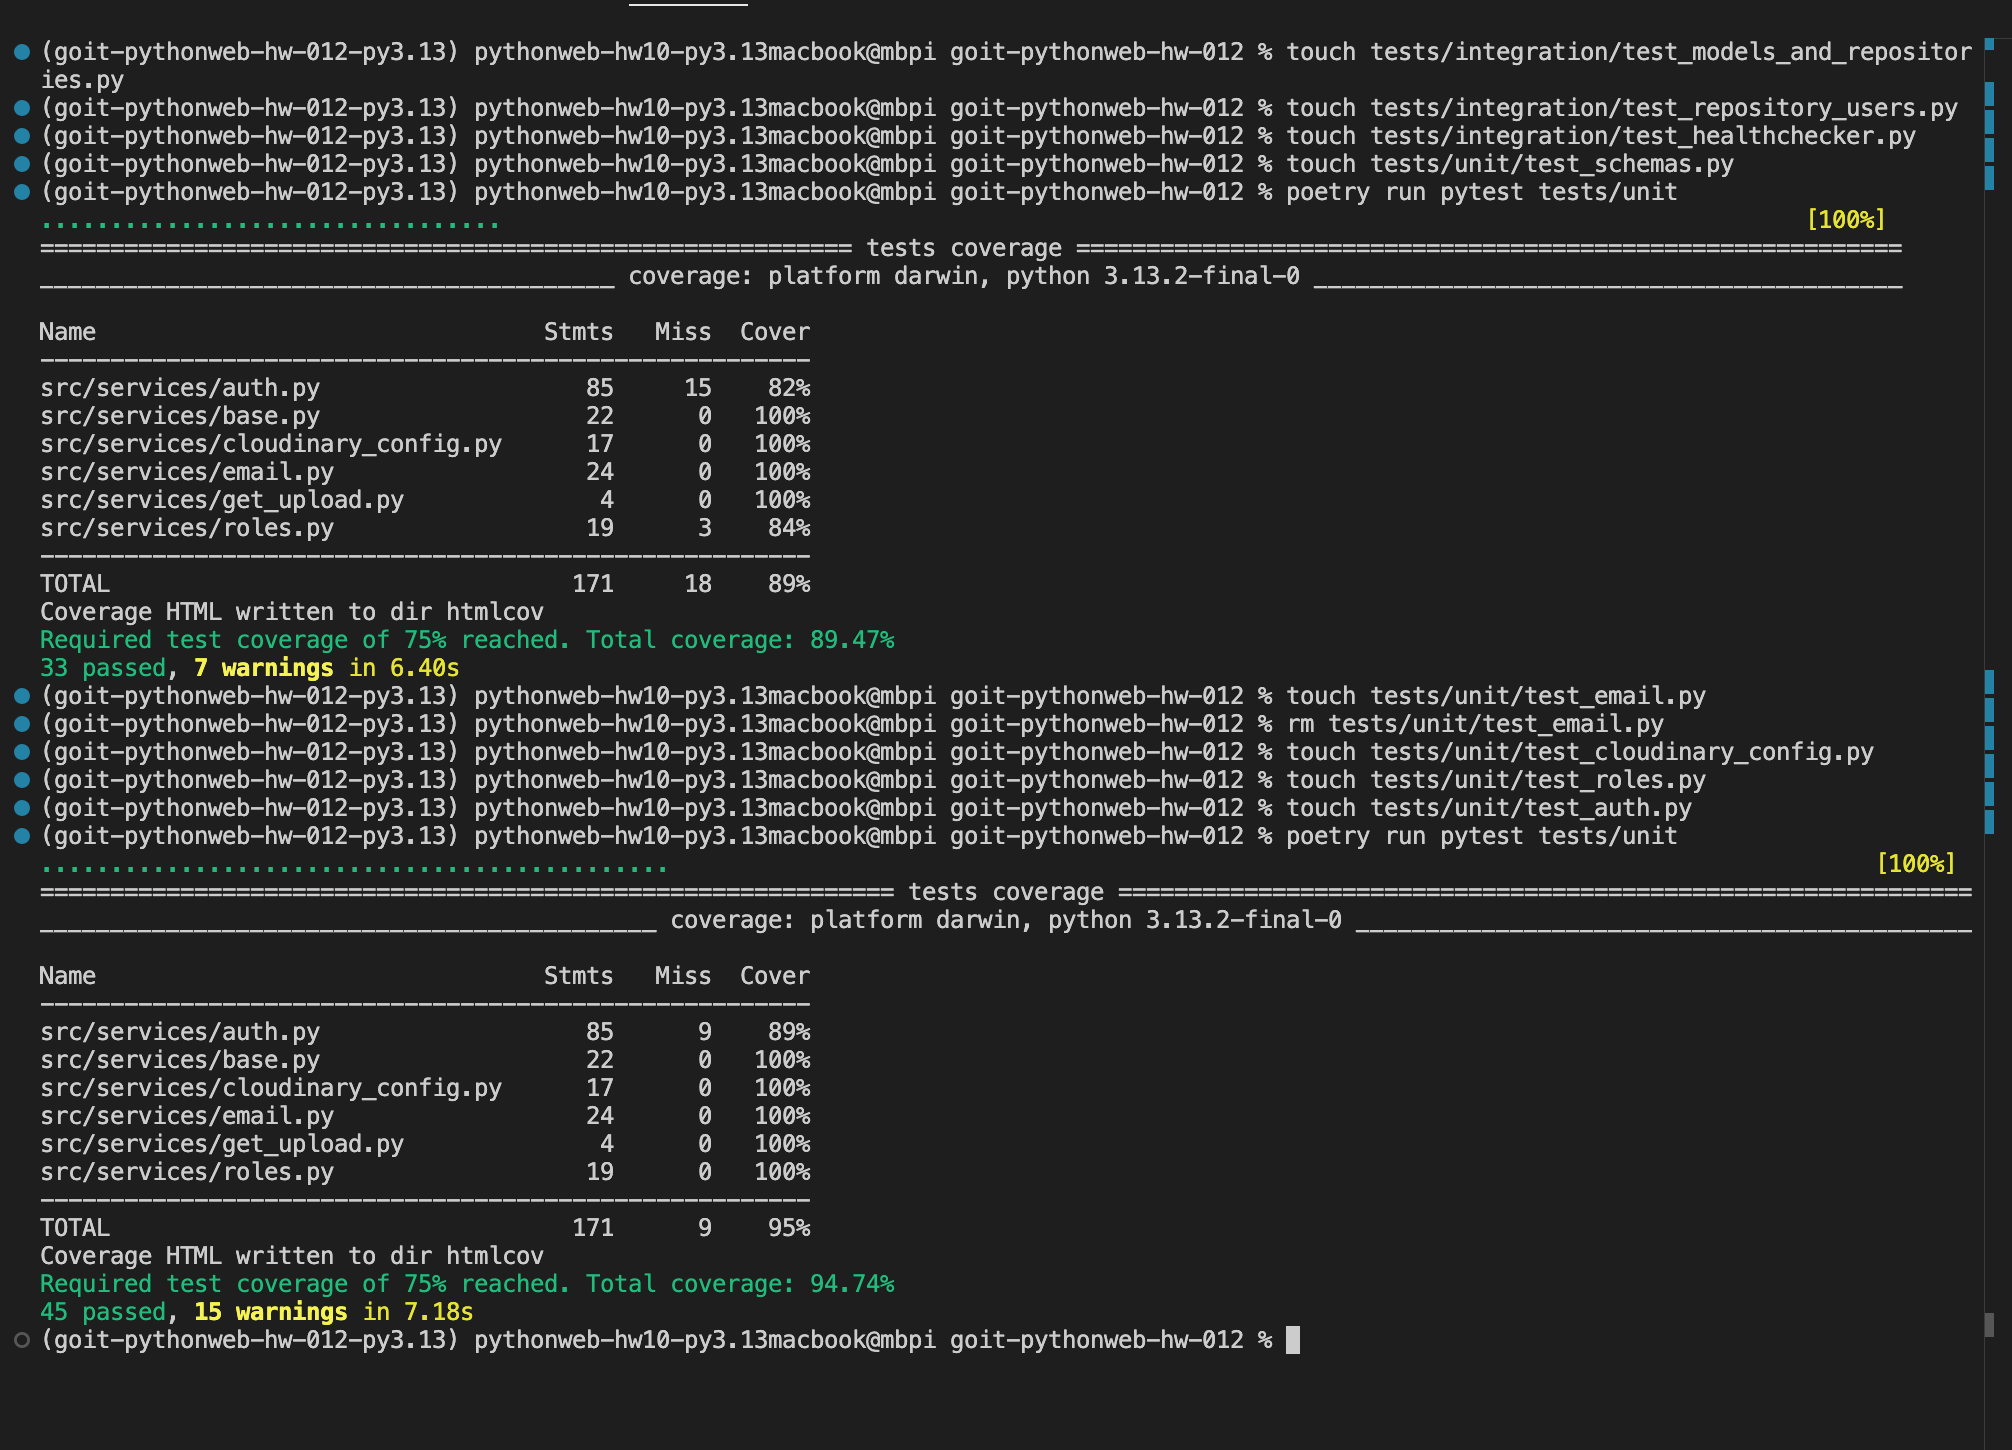 (goit-pythonweb-hw-012-py3.13) pythonweb-hw10-py3.13macbook@mbpi goit-pythonweb-hw-012 % touch tests/integration/test_models_and_repositor
ies.py
(goit-pythonweb-hw-012-py3.13) pythonweb-hw10-py3.13macbook@mbpi goit-pythonweb-hw-012 % touch tests/integration/test_repository_users.py
(goit-pythonweb-hw-012-py3.13) pythonweb-hw10-py3.13macbook@mbpi goit-pythonweb-hw-012 % touch tests/integration/test_healthchecker.py
(goit-pythonweb-hw-012-py3.13) pythonweb-hw10-py3.13macbook@mbpi goit-pythonweb-hw-012 % touch tests/unit/test_schemas.py
(goit-pythonweb-hw-012-py3.13) pythonweb-hw10-py3.13macbook@mbpi goit-pythonweb-hw-012 % poetry run pytest tests/unit
................................. [100%]
========================================================== tests coverage ===========================================================
_________________________________________ coverage: platform darwin, python 3.13.2-final-0 __________________________________________
Name Stmts Miss Cover
-------------------------------------------------------
src/services/auth.py 85 15 82%
src/services/base.py 22 0 100%
src/services/cloudinary_config.py 17 0 100%
src/services/email.py 24 0 100%
src/services/get_upload.py 4 0 100%
src/services/roles.py 19 3 84%
-------------------------------------------------------
TOTAL 171 18 89%
Coverage HTML written to dir htmlcov
Required test coverage of 75% reached. Total coverage: 89.47%
33 passed, 7 warnings in 6.40s
(goit-pythonweb-hw-012-py3.13) pythonweb-hw10-py3.13macbook@mbpi goit-pythonweb-hw-012 % touch tests/unit/test_email.py
(goit-pythonweb-hw-012-py3.13) pythonweb-hw10-py3.13macbook@mbpi goit-pythonweb-hw-012 % rm tests/unit/test_email.py
(goit-pythonweb-hw-012-py3.13) pythonweb-hw10-py3.13macbook@mbpi goit-pythonweb-hw-012 % touch tests/unit/test_cloudinary_config.py
(goit-pythonweb-hw-012-py3.13) pythonweb-hw10-py3.13macbook@mbpi goit-pythonweb-hw-012 % touch tests/unit/test_roles.py
(goit-pythonweb-hw-012-py3.13) pythonweb-hw10-py3.13macbook@mbpi goit-pythonweb-hw-012 % touch tests/unit/test_auth.py
(goit-pythonweb-hw-012-py3.13) pythonweb-hw10-py3.13macbook@mbpi goit-pythonweb-hw-012 % poetry run pytest tests/unit
............................................. [100%]
============================================================= tests coverage =============================================================
____________________________________________ coverage: platform darwin, python 3.13.2-final-0 ____________________________________________
Name Stmts Miss Cover
-------------------------------------------------------
src/services/auth.py 85 9 89%
src/services/base.py 22 0 100%
src/services/cloudinary_config.py 17 0 100%
src/services/email.py 24 0 100%
src/services/get_upload.py 4 0 100%
src/services/roles.py 19 0 100%
-------------------------------------------------------
TOTAL 171 9 95%
Coverage HTML written to dir htmlcov
Required test coverage of 75% reached. Total coverage: 94.74%
45 passed, 15 warnings in 7.18s
(goit-pythonweb-hw-012-py3.13) pythonweb-hw10-py3.13macbook@mbpi goit-pythonweb-hw-012 %